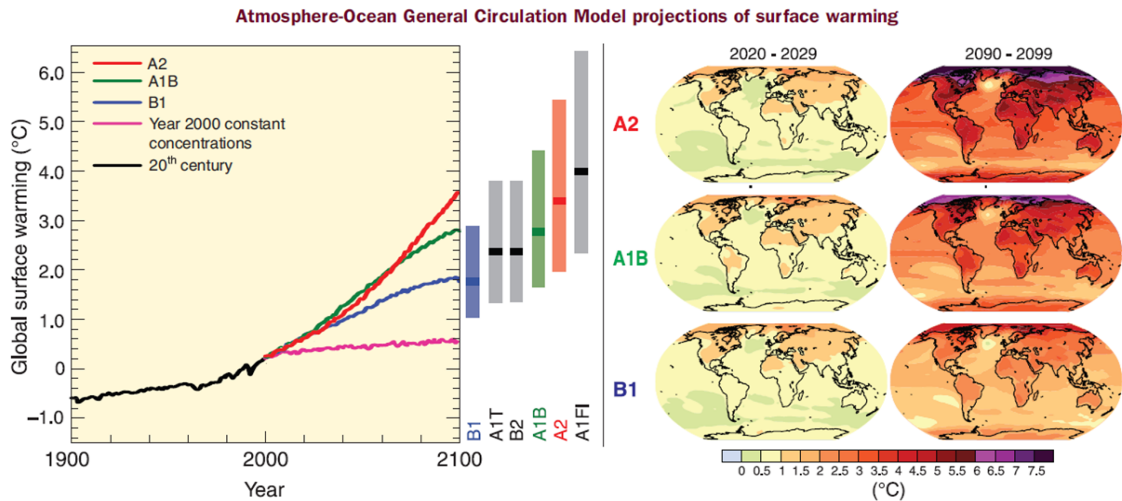 Atmosphere-Ocean General Circulation Model projections of surface warming
Global surface warming (°C)
6.0
5.0
4.0
3.0
2.0
1.0
0
–1.0
A2
A1B
B1
Year 2000 constant
concentrations
20th century
1900
2000
2100
Year
B1
A1T
B2
A1B
A2
A1FI
2020 - 2029
2090 - 2099
A2
A1B
B1
0 0.5 1 1.5 2 2.5 3 3.5 4 4.5 5 5.5 6 6.5 7 7.5
(°C)